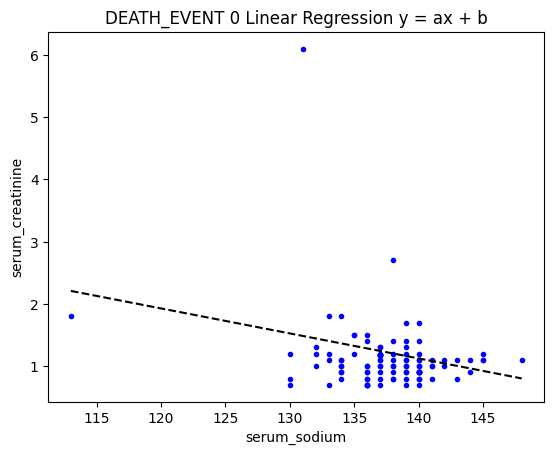 DEATH_EVENT 0 Linear Regression y = ax + b
serum_creatinine
6
5
4
3
2
1
115 120 125 130 135 140 145
serum_sodium